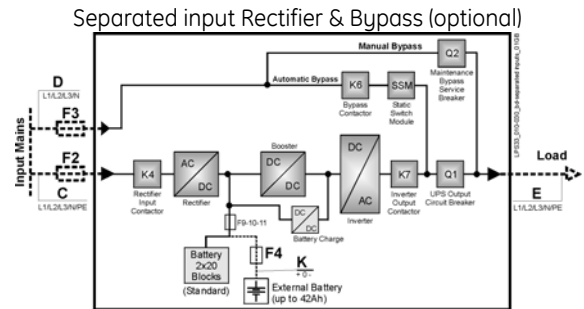 Separated input Rectifier & Bypass (optional)
Manual Bypass
Q2
Maintenance
Bypass
Service
Breaker
D
L1/L2/L3/N
Automatic Bypass
K6
SSM
Bypass
Contactor
Static
Switch
Module
F3
Input Mains
F2
C
L1/L2/L3/N/PE
K4
Rectifier
Input
Contactor
AC
DC
Rectifier
Booster
DC
DC
DC
AC
Inverter
K7
Inverter
Output
Contactor
Q1
UPS Output
Circuit Breaker
Load
E
L1/L2/L3/N/PE
F9-10-11
DC
DC
Battery Charge
Battery
2x20
Blocks
(Standard)
F4
K
+ 0 -
External Battery
(up to 42Ah)